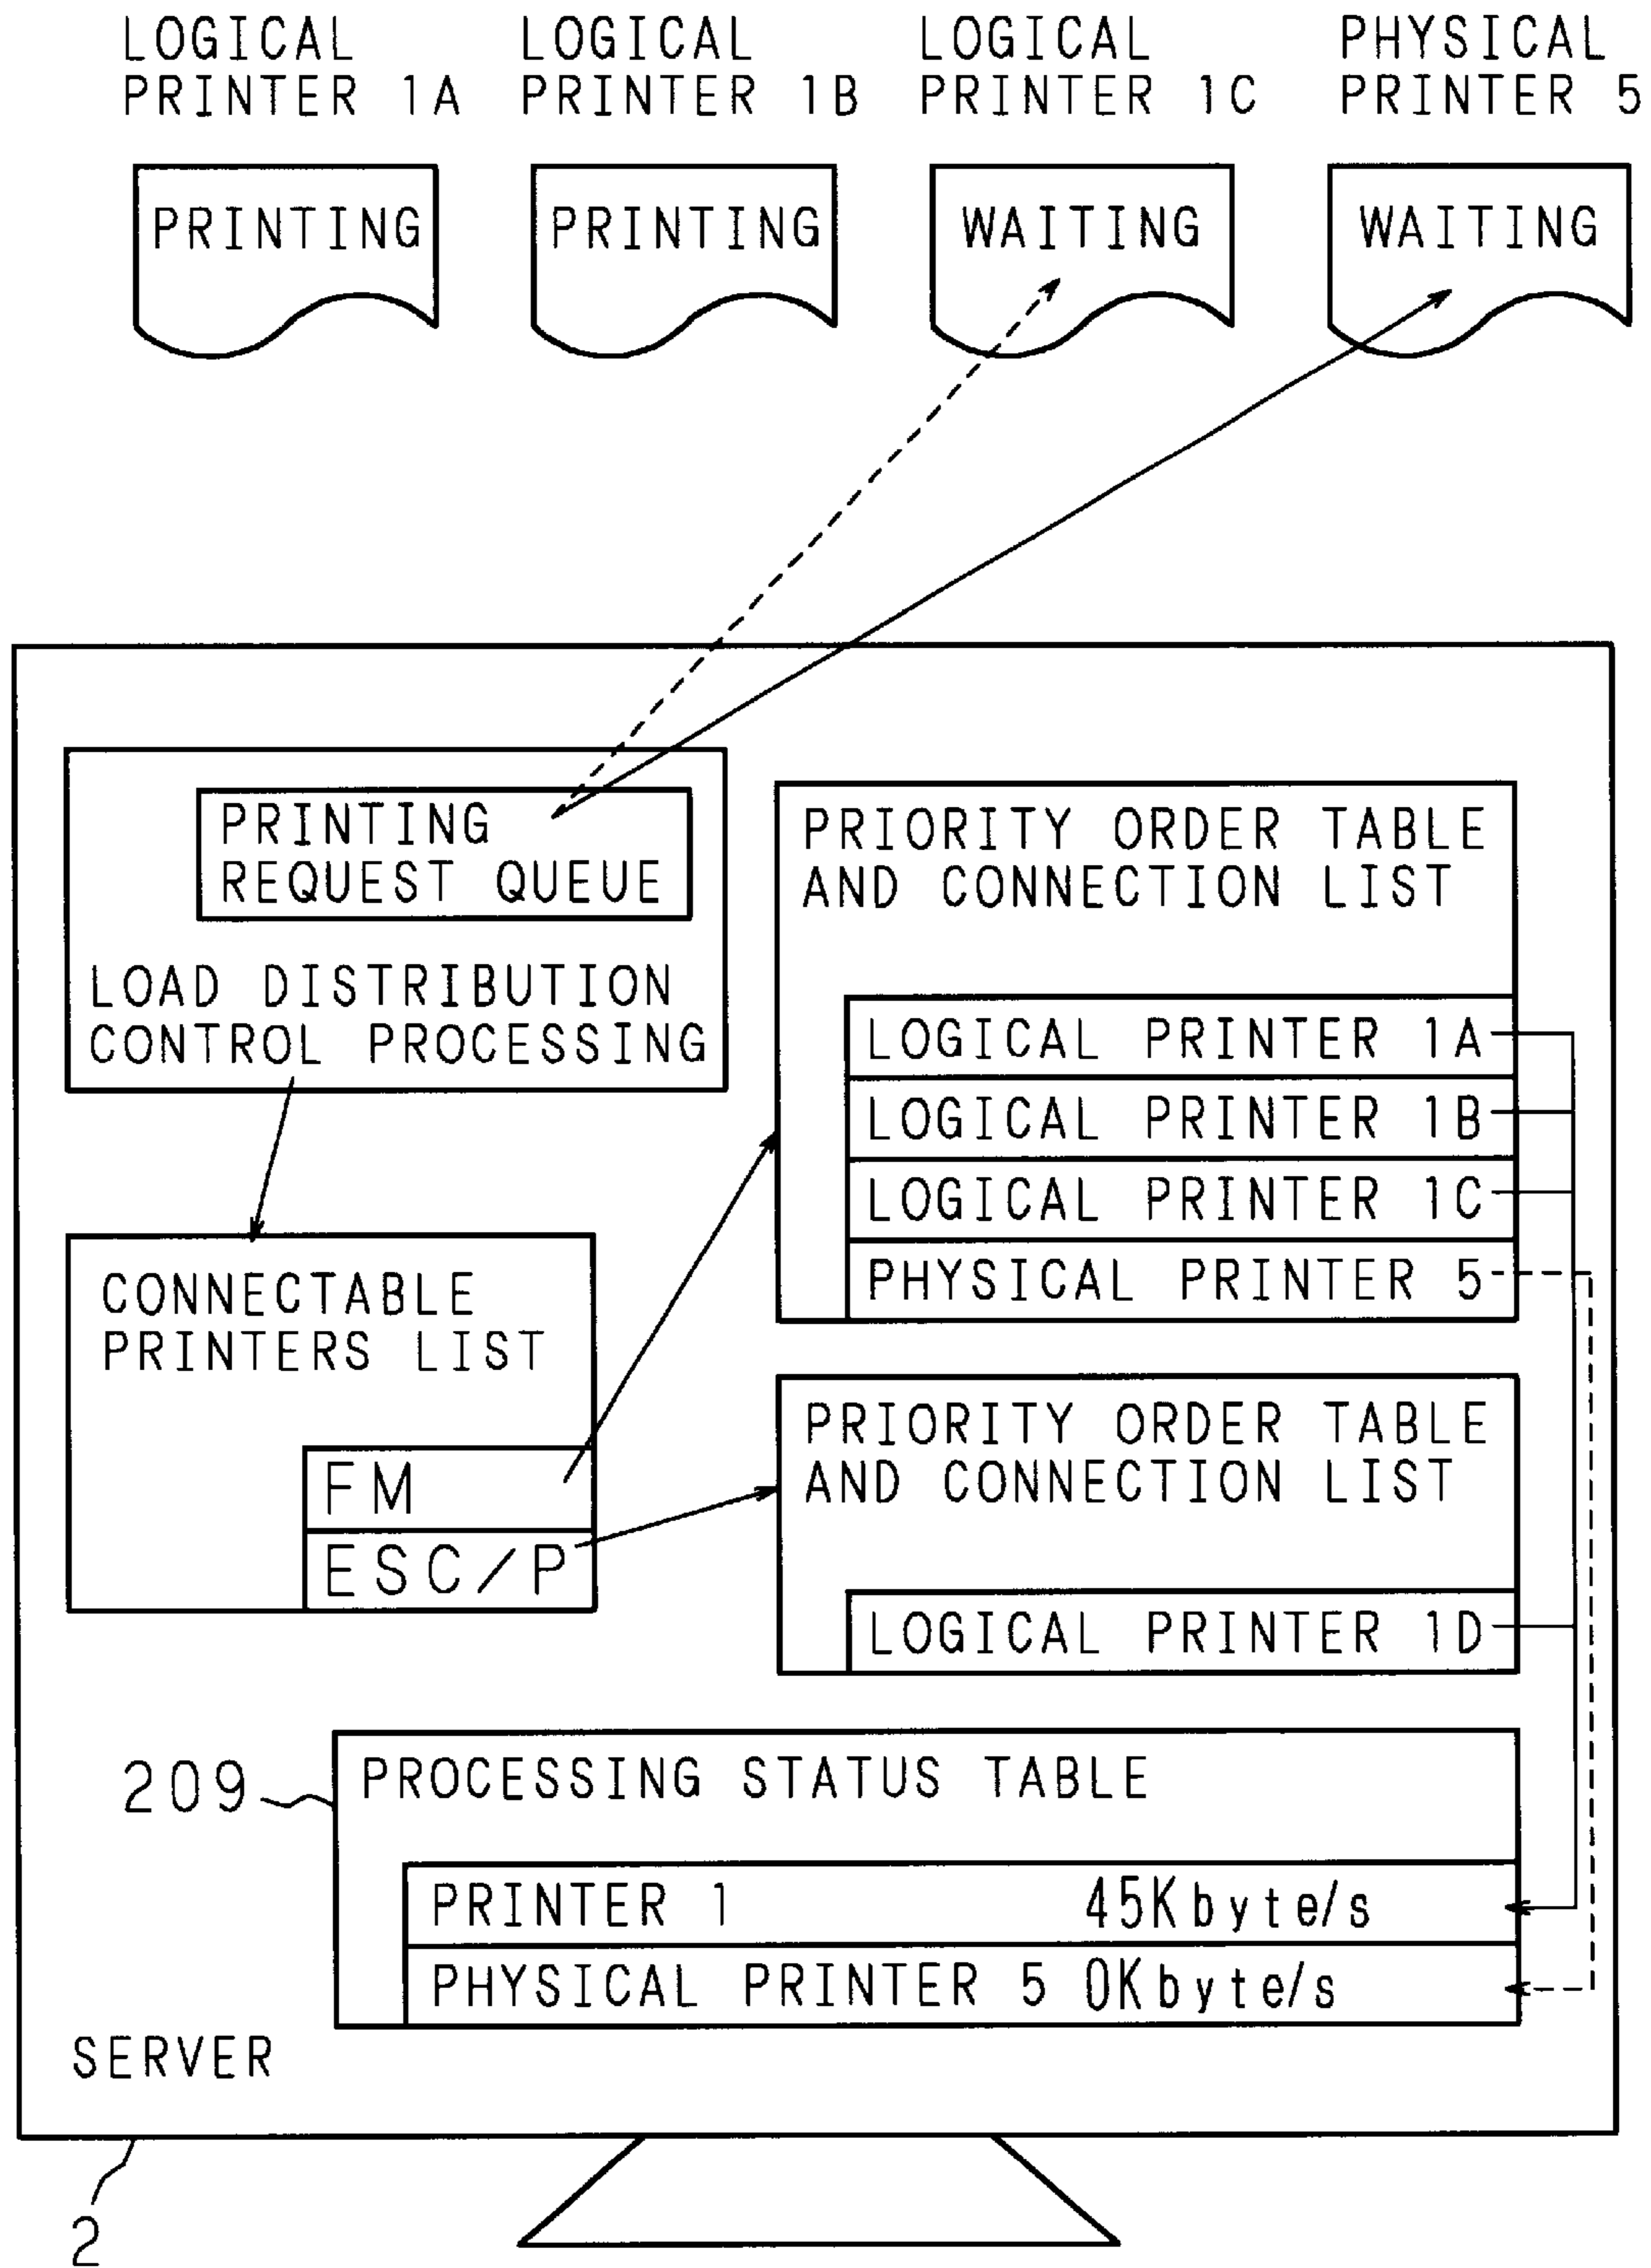 LOGICAL PRINTER 1A
LOGICAL PRINTER 1B
LOGICAL PRINTER 1C
PHYSICAL PRINTER 5
PRINTING
PRINTING
WAITING
WAITING
PRINTING
REQUEST QUEUE
LOAD DISTRIBUTION
CONTROL PROCESSING
PRIORITY ORDER TABLE
AND CONNECTION LIST
LOGICAL PRINTER 1A
LOGICAL PRINTER 1B
LOGICAL PRINTER 1C
PHYSICAL PRINTER 5
CONNECTABLE
PRINTERS LIST
FM
ESC/P
PRIORITY ORDER TABLE
AND CONNECTION LIST
LOGICAL PRINTER 1D
209
PROCESSING STATUS TABLE
PRINTER 1 45Kbyte/s
PHYSICAL PRINTER 5 0Kbyte/s
SERVER
2